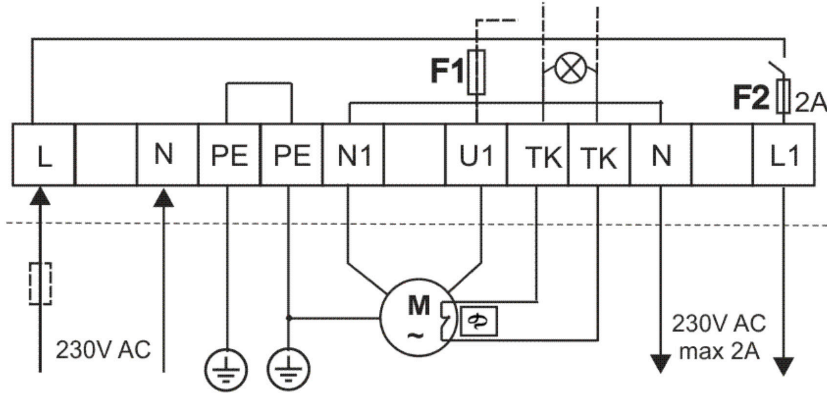 F1
F2 2A
L N PE PE N1 U1 TK TK N L1
M
~
230V AC
230V AC
max 2A